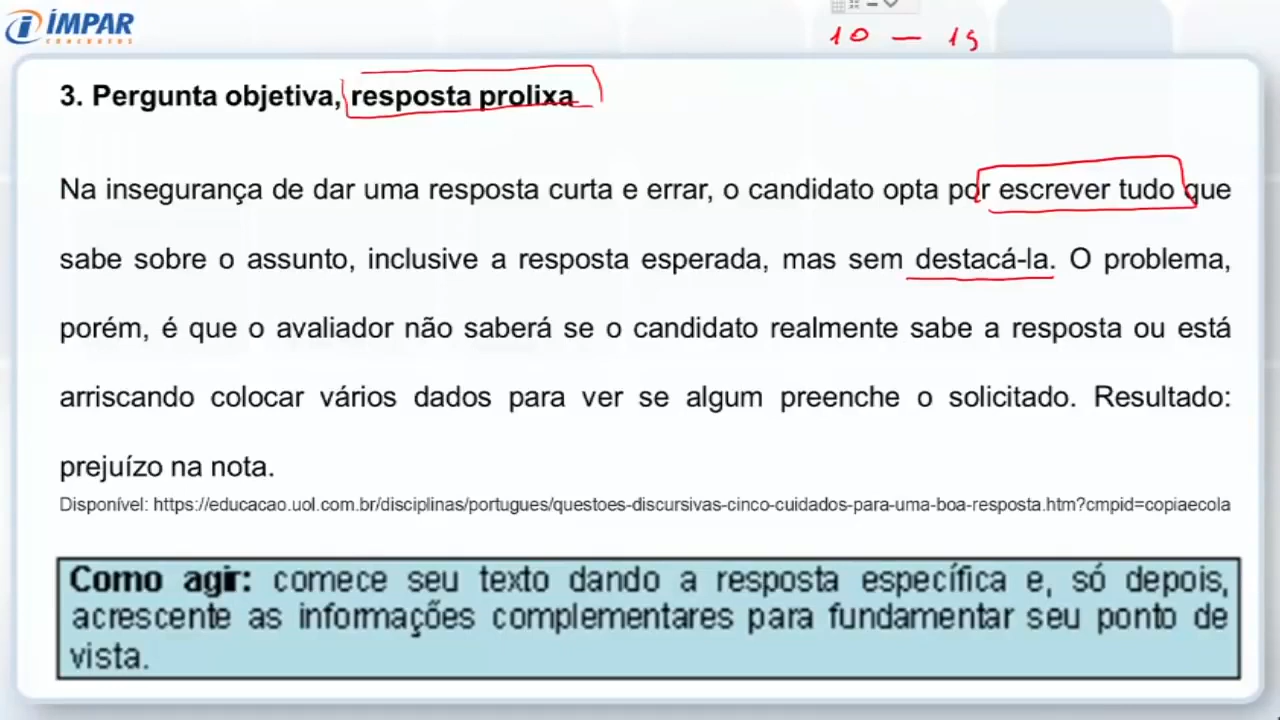 ÍMPAR
CONCURSOS
10 — 15
3. Pergunta objetiva, resposta prolixa
Na insegurança de dar uma resposta curta e errar, o candidato opta por escrever tudo que
sabe sobre o assunto, inclusive a resposta esperada, mas sem destacá-la. O problema,
porém, é que o avaliador não saberá se o candidato realmente sabe a resposta ou está
arriscando colocar vários dados para ver se algum preenche o solicitado. Resultado:
prejuízo na nota.
Disponível: https://educacao.uol.com.br/disciplinas/portugues/questoes-discursivas-cinco-cuidados-para-uma-boa-resposta.htm?cmpid=copiaecola
Como agir: comece seu texto dando a resposta específica e, só depois,
acrescente as informações complementares para fundamentar seu ponto de
vista.